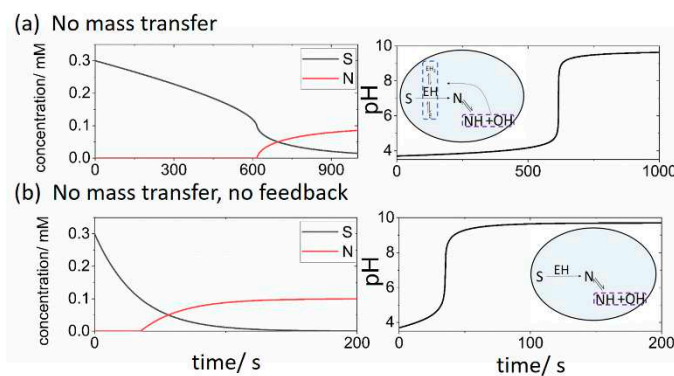 (a) No mass transfer
concentration/ mM
0.3
0.2
0.1
0.0
0
300
600
900
S
N
pH
10
8
6
4
0
500
1000
EH
S
EH
N
NH +OH
(b) No mass transfer, no feedback
concentration/ mM
0.3
0.2
0.1
0.0
0
100
200
time/ s
S
N
pH
10
8
6
4
0
100
200
time/ s
S
EH
N
NH +OH